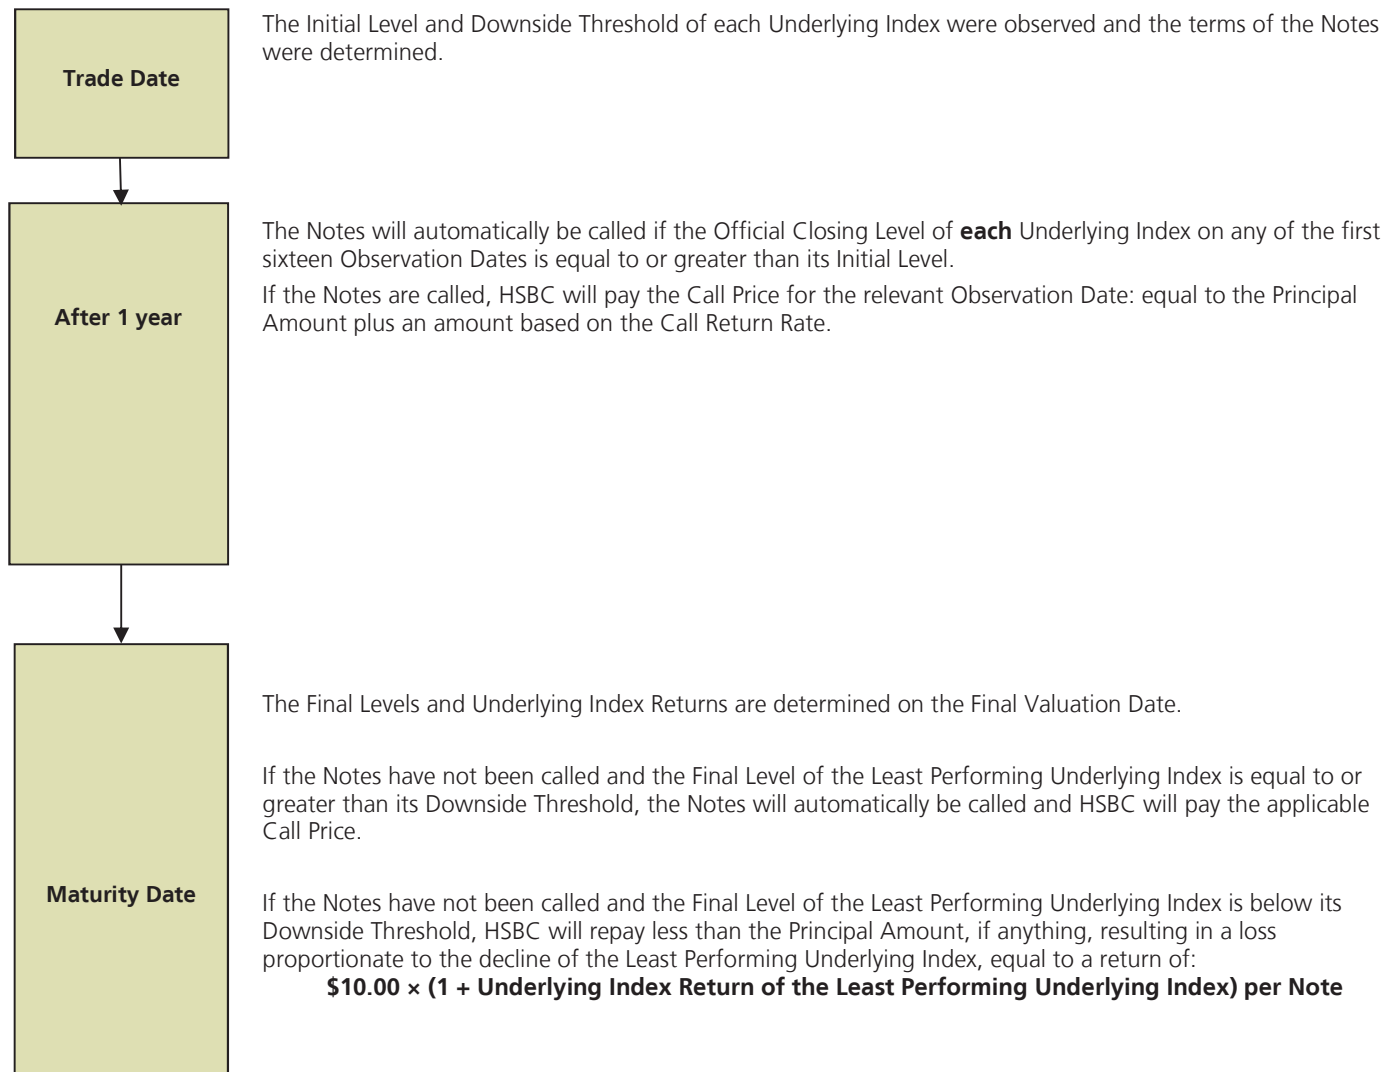 Trade Date
The Initial Level and Downside Threshold of each Underlying Index were observed and the terms of the Notes
were determined.
After 1 year
The Notes will automatically be called if the Official Closing Level of each Underlying Index on any of the first
sixteen Observation Dates is equal to or greater than its Initial Level.
If the Notes are called, HSBC will pay the Call Price for the relevant Observation Date: equal to the Principal
Amount plus an amount based on the Call Return Rate.
Maturity Date
The Final Levels and Underlying Index Returns are determined on the Final Valuation Date.
If the Notes have not been called and the Final Level of the Least Performing Underlying Index is equal to or
greater than its Downside Threshold, the Notes will automatically be called and HSBC will pay the applicable
Call Price.
If the Notes have not been called and the Final Level of the Least Performing Underlying Index is below its
Downside Threshold, HSBC will repay less than the Principal Amount, if anything, resulting in a loss
proportionate to the decline of the Least Performing Underlying Index, equal to a return of:
$10.00 × (1 + Underlying Index Return of the Least Performing Underlying Index) per Note